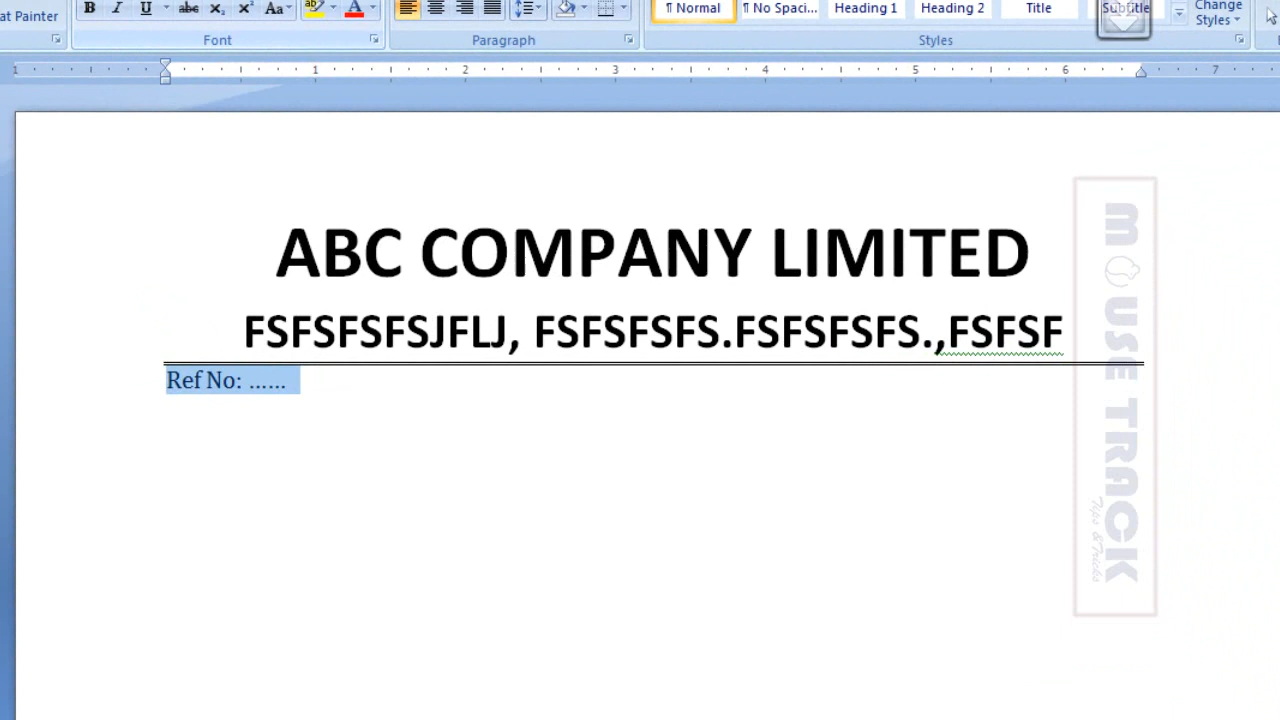 at Painter
B I U abc x₂ x² Aa ab A
¶ Normal ¶ No Spaci... Heading 1 Heading 2 Title Subtitle Change Styles
Font Paragraph Styles
1 1 2 3 4 5 6 7
ABC COMPANY LIMITED
FSFSFSFSJFLJ, FSFSFSFS.FSFSFSFS.,FSFSF
Ref No: ......
MOUSE TRACK
Tips & Tricks